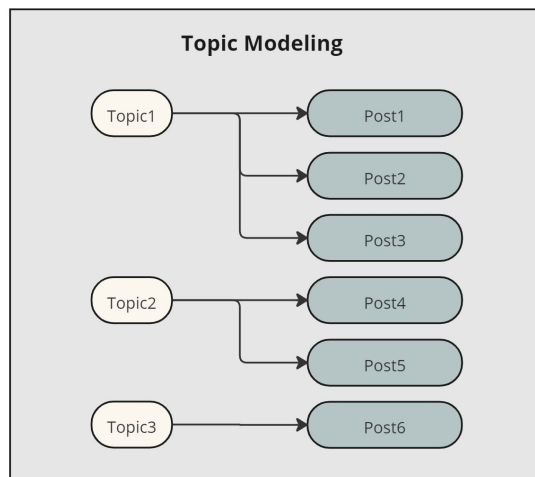 Topic Modeling
Topic1
Post1
Post2
Post3
Topic2
Post4
Post5
Topic3
Post6